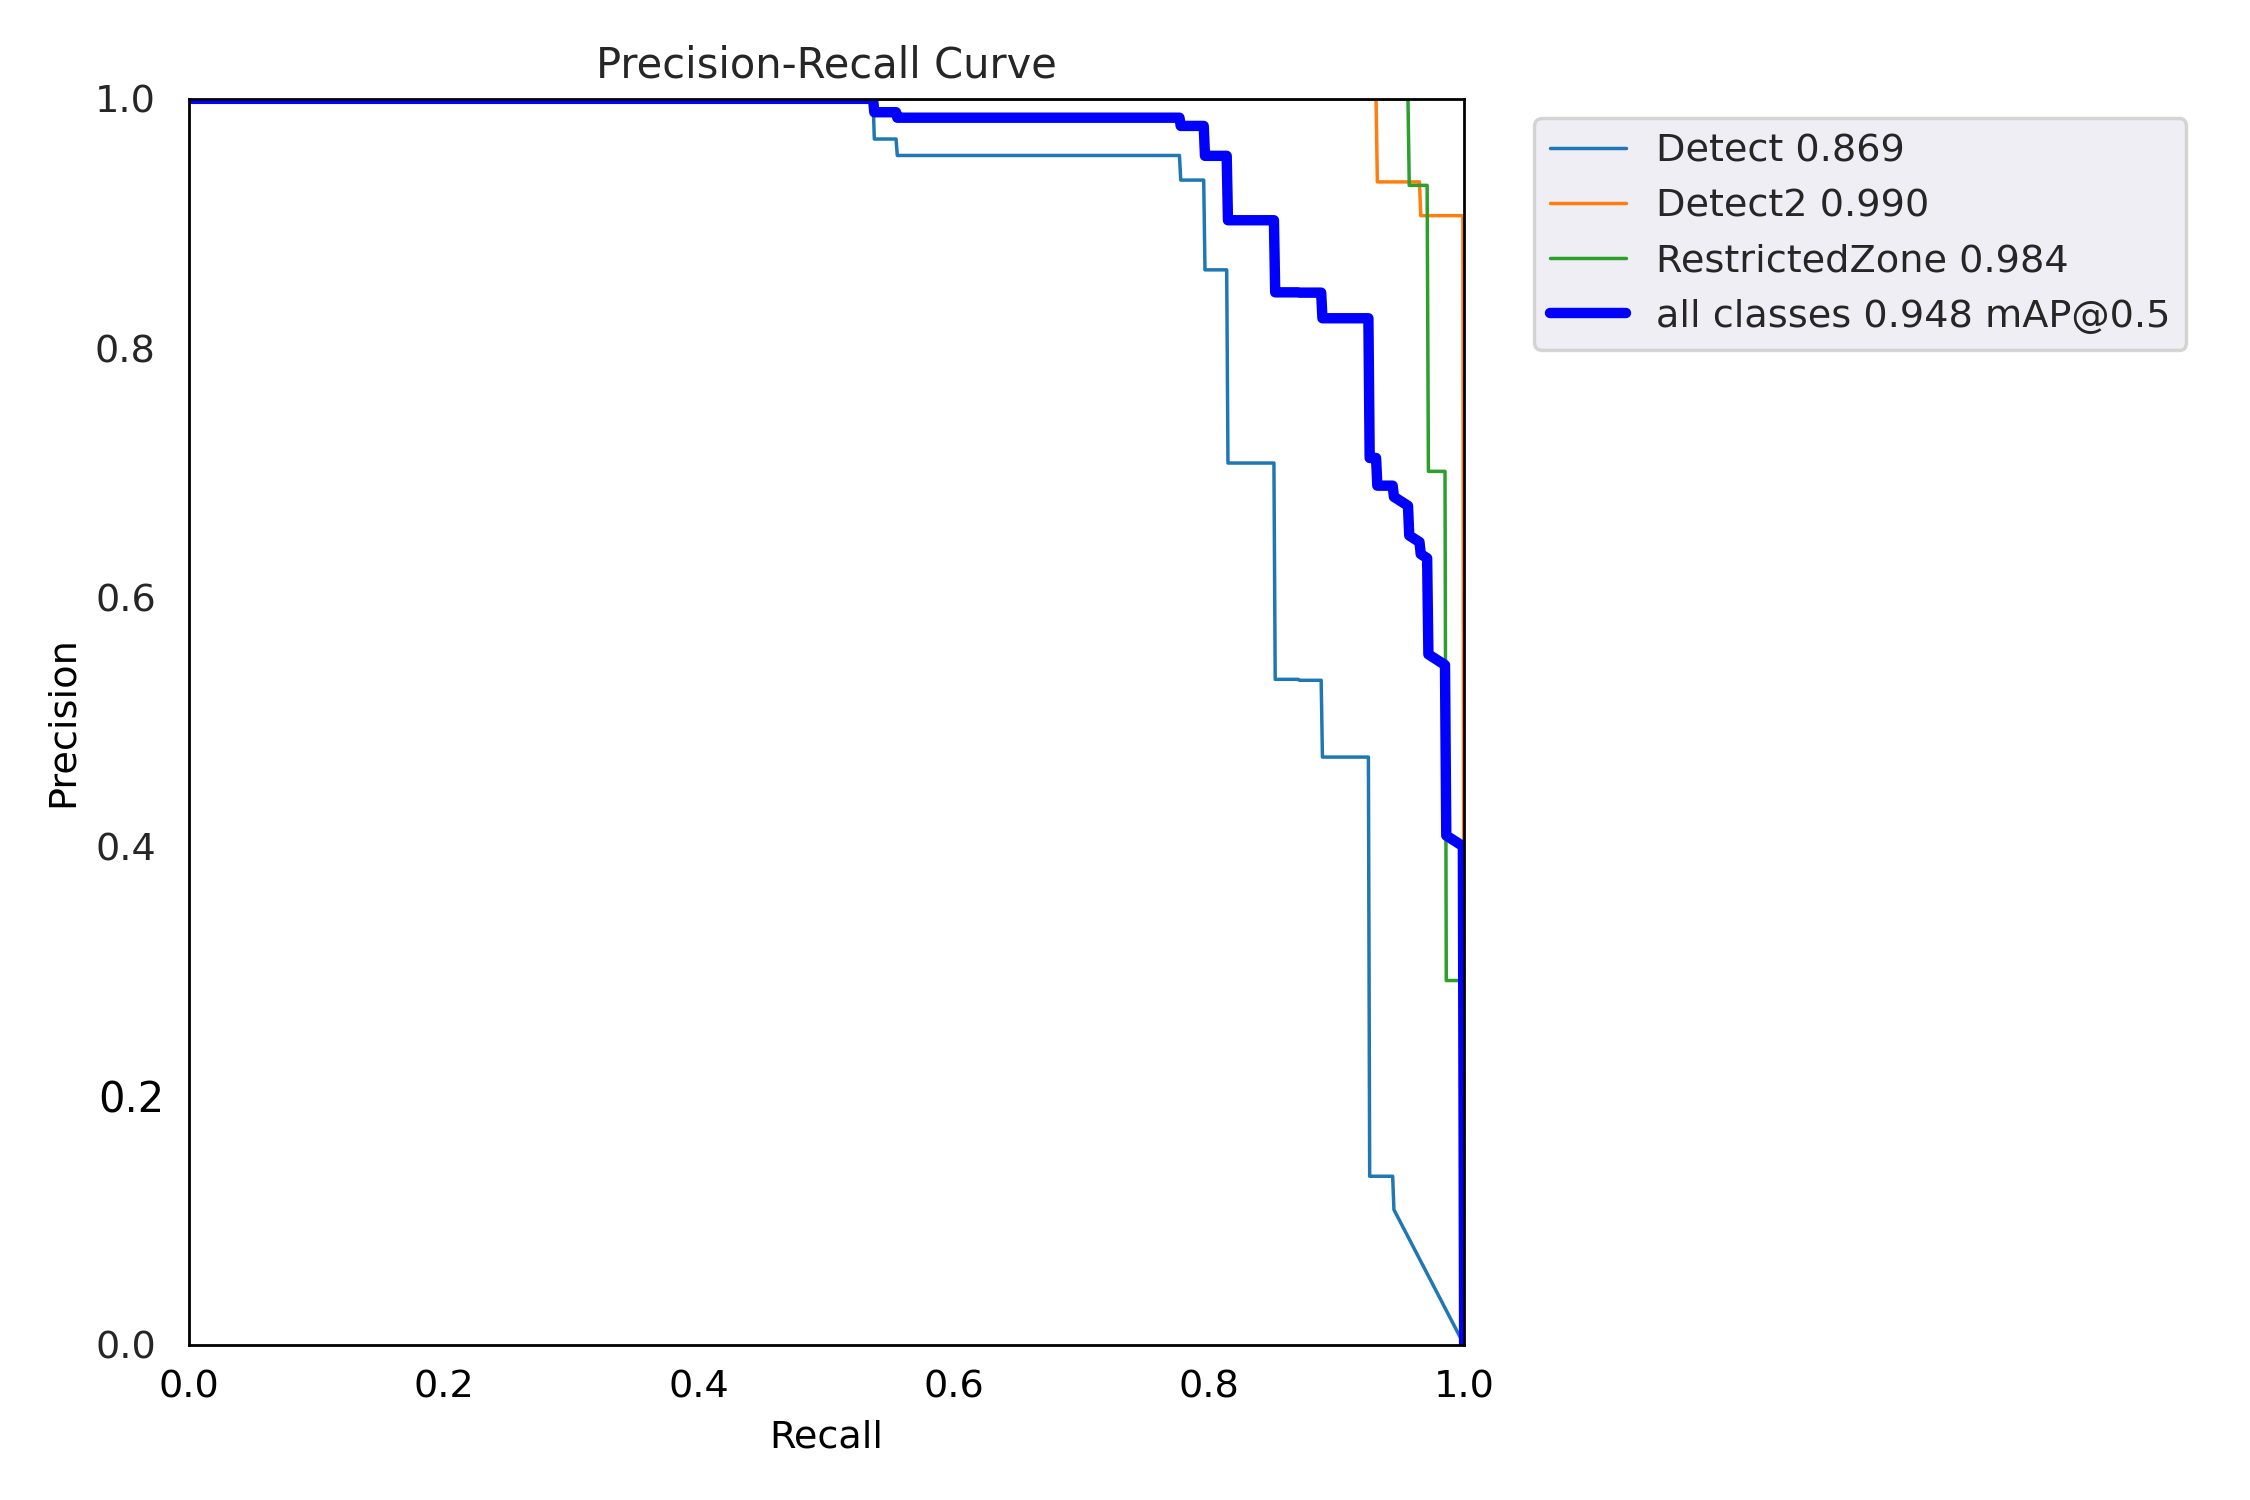 Precision-Recall Curve
1.0
0.8
0.6
0.4
0.2
0.0
Precision
0.0 0.2 0.4 0.6 0.8 1.0
Recall
Detect 0.869
Detect2 0.990
RestrictedZone 0.984
all classes 0.948 mAP@0.5